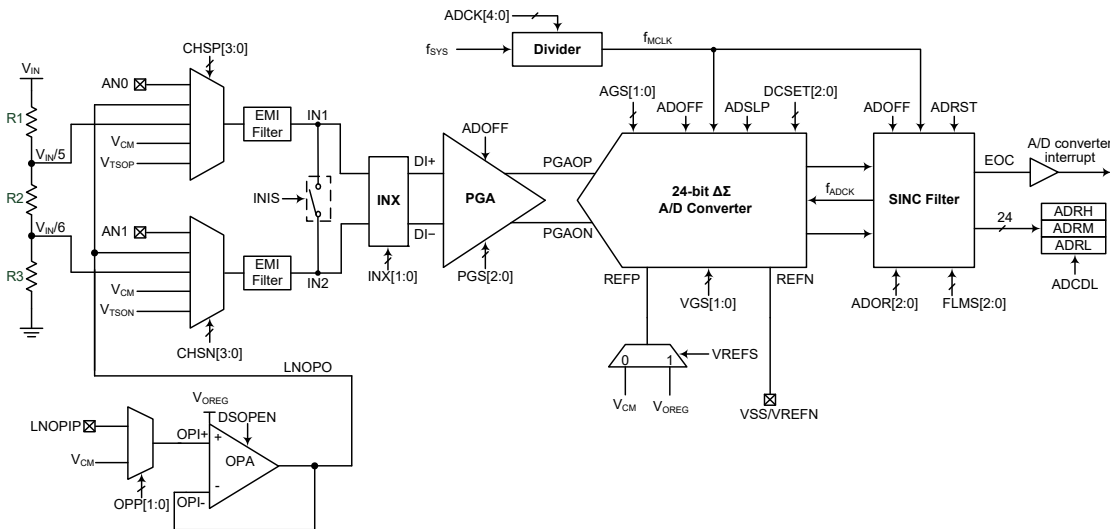 ADCK[4:0]
fSYS
Divider
fMCLK
CHSP[3:0]
VIN
AN0
R1
VIN/5
VCM
VTSOP
EMI
Filter
IN1
R2
VIN/6
AN1
INIS
R3
VCM
VTSON
EMI
Filter
IN2
CHSN[3:0]
INX
INX[1:0]
DI+
DI−
ADOFF
PGA
PGS[2:0]
PGAOP
PGAON
AGS[1:0]
ADOFF
ADSLP
DCSET[2:0]
24-bit ΔΣ
A/D Converter
REFP
VGS[1:0]
REFN
fADCK
ADOFF
ADRST
SINC Filter
ADOR[2:0]
FLMS[2:0]
EOC
A/D converter
interrupt
24
ADRH
ADRM
ADRL
ADCDL
0
1
VREFS
VCM
VOREG
VSS/VREFN
LNOPO
VOREG
DSOPEN
LNOPIP
OPI+
+
OPA
VCM
-
OPI-
OPP[1:0]